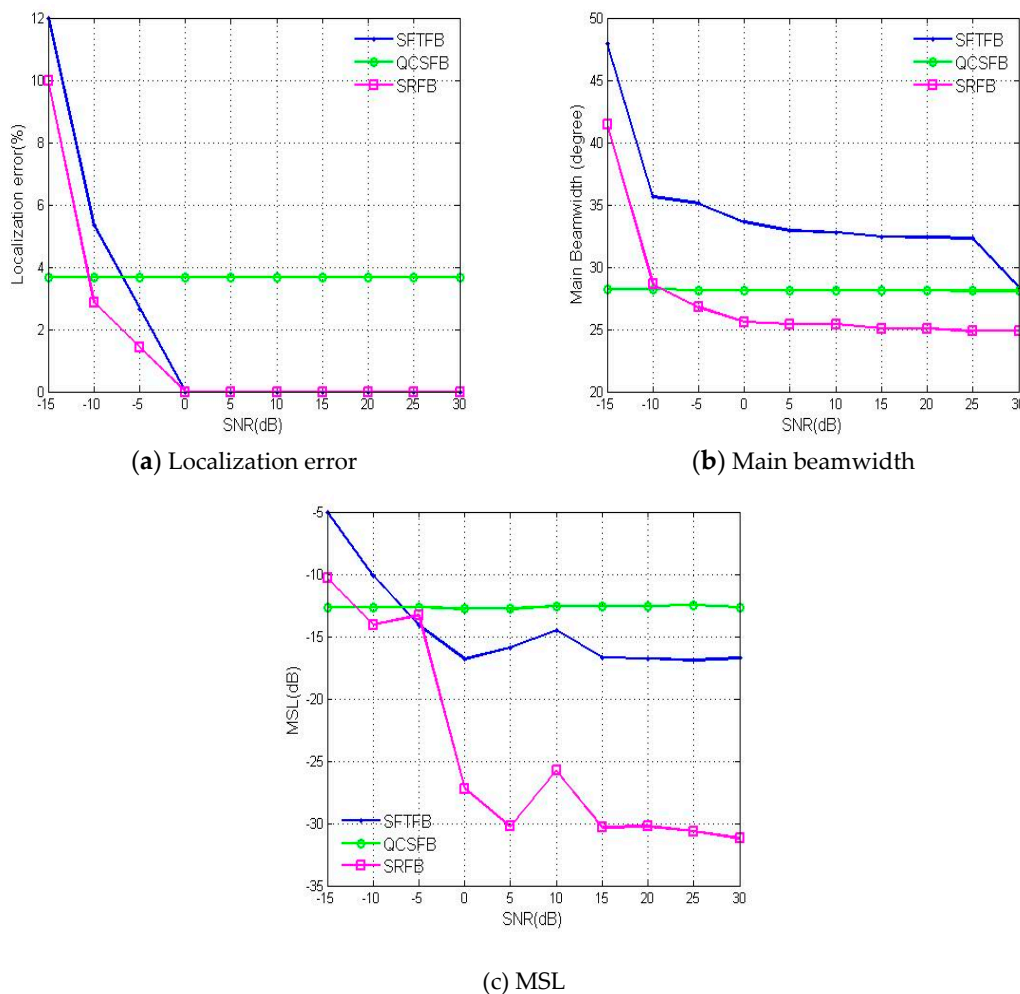 12
10
8
6
4
2
0
Localization error(%)
SFTFB
QCSFB
SRFB
-15 -10 -5 0 5 10 15 20 25 30
SNR(dB)
(a) Localization error
50
45
40
35
30
25
20
Main Beamwidth (degree)
SFTFB
QCSFB
SRFB
-15 -10 -5 0 5 10 15 20 25 30
SNR(dB)
(b) Main beamwidth
-5
-10
-15
-20
-25
-30
-35
MSL(dB)
SFTFB
QCSFB
SRFB
-15 -10 -5 0 5 10 15 20 25 30
SNR(dB)
(c) MSL